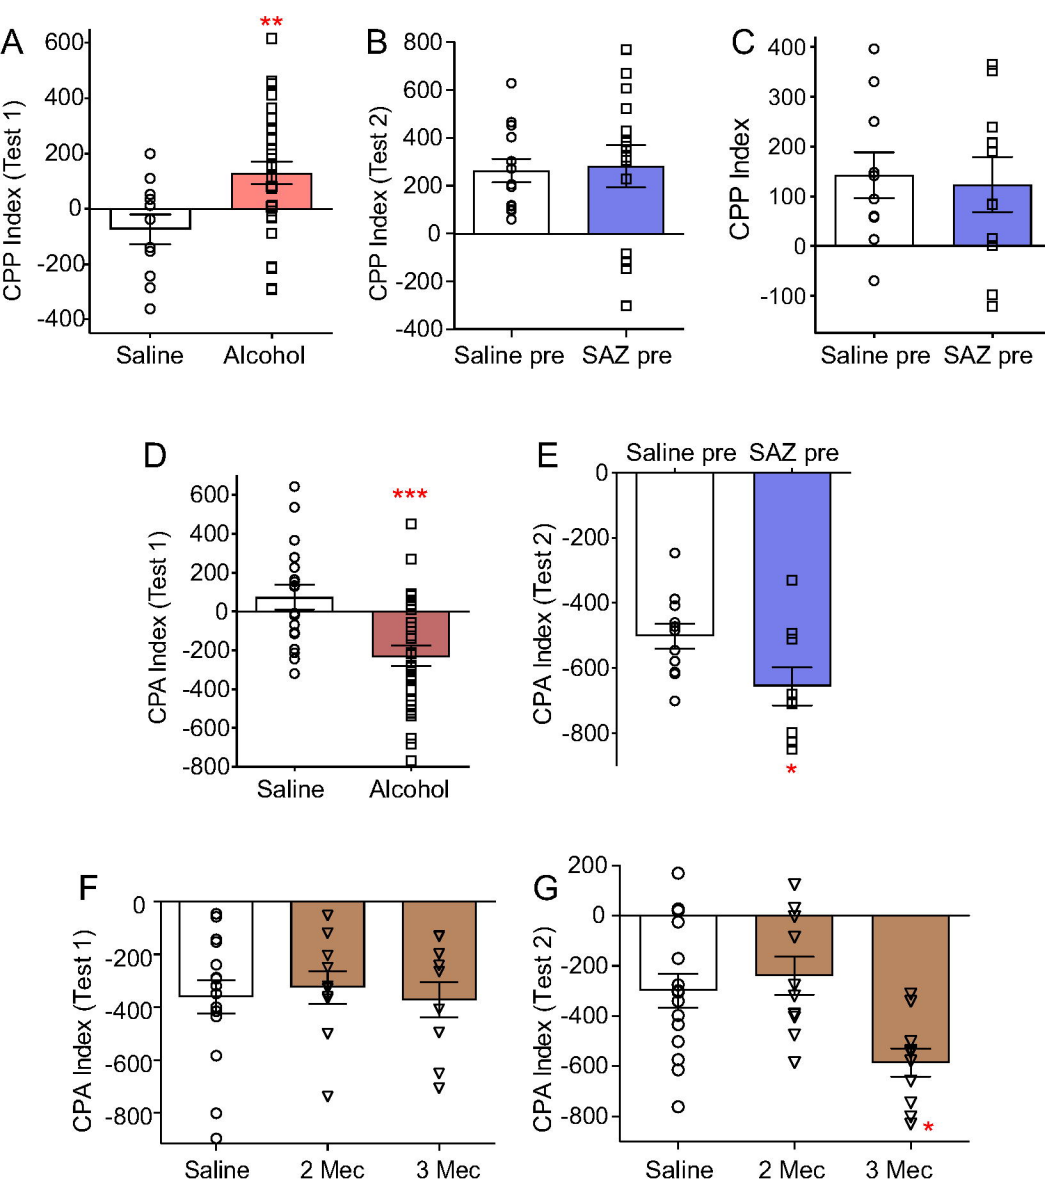 A
CPP Index (Test 1)
600
400
200
0
-200
-400
**
Saline Alcohol
B
CPP Index (Test 2)
800
600
400
200
0
-200
-400
Saline pre SAZ pre
C
CPP Index
400
300
200
100
0
-100
Saline pre SAZ pre
D
CPA Index (Test 1)
600
400
200
0
-200
-400
-600
-800
***
Saline Alcohol
E
Saline pre SAZ pre
CPA Index (Test 2)
0
-200
-400
-600
-800
*
F
CPA Index (Test 1)
0
-200
-400
-600
-800
Saline 2 Mec 3 Mec
G
CPA Index (Test 2)
200
0
-200
-400
-600
-800
*
Saline 2 Mec 3 Mec